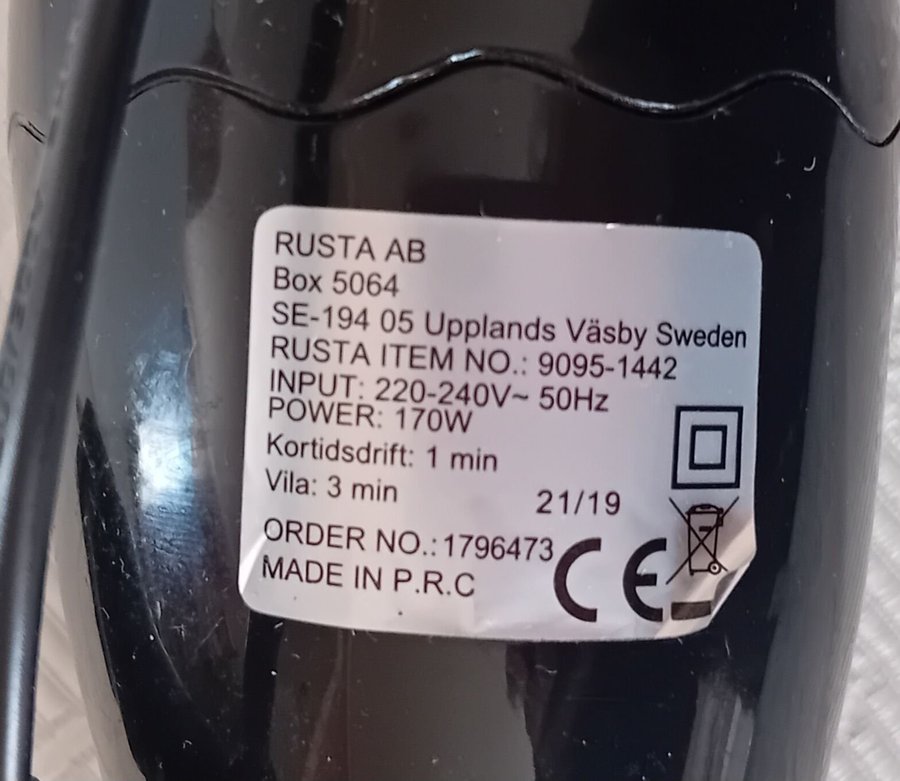 RUSTA AB
Box 5064
SE-194 05 Upplands Väsby Sweden
RUSTA ITEM NO.: 9095-1442
INPUT: 220-240V~ 50Hz
POWER: 170W
Kortidsdrift: 1 min
Vila: 3 min
21/19
ORDER NO.:1796473
MADE IN P.R.C
CE